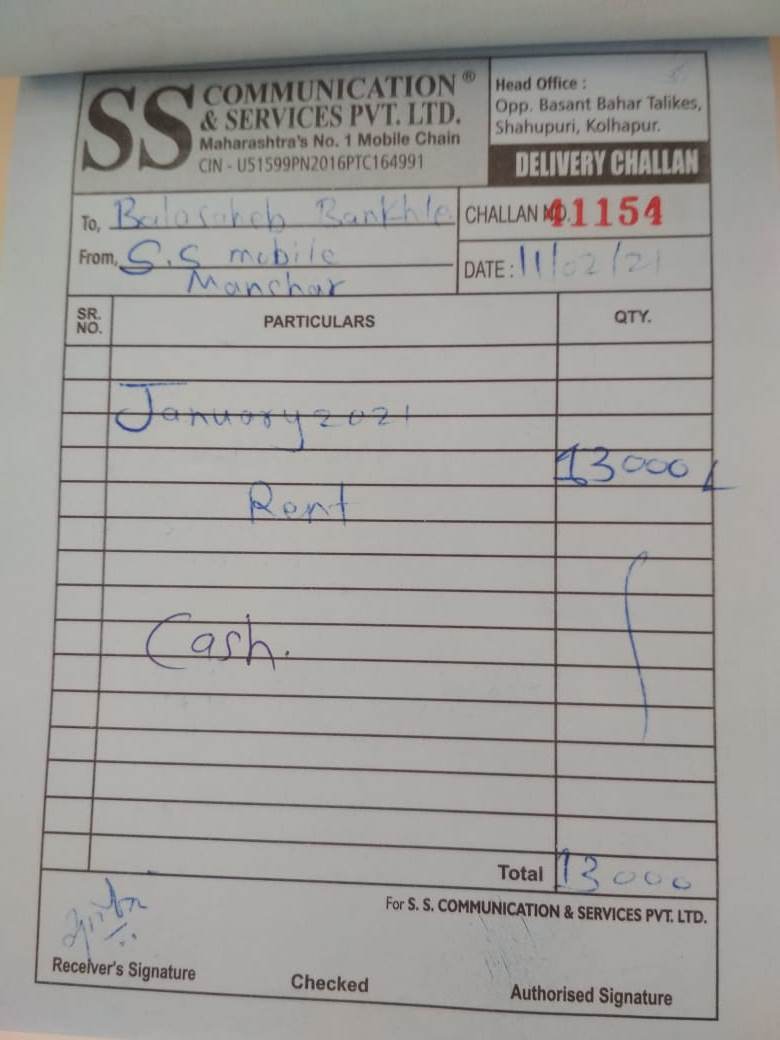 SS COMMUNICATION ®
& SERVICES PVT. LTD.
Maharashtra's No. 1 Mobile Chain
CIN - U51599PN2016PTC164991
Head Office :
Opp. Basant Bahar Talikes,
Shahupuri, Kolhapur.
DELIVERY CHALLAN
To, Balasaheb Bankhle
From, S.S mobile
Manchar
CHALLAN NO. 41154
DATE : 11/02/21
SR. NO. PARTICULARS QTY.
January 2021
13000
Rent
Cash.
Total 13000
For S. S. COMMUNICATION & SERVICES PVT. LTD.
Receiver's Signature Checked Authorised Signature